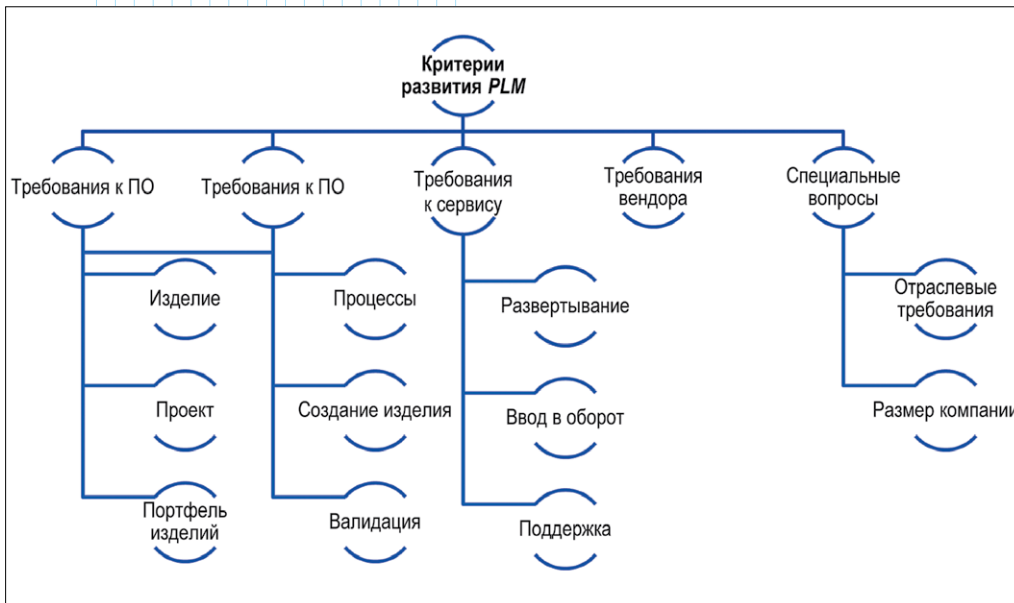 Критерии
развития PLM
Требования к ПО
Требования к ПО
Требования
к сервису
Требования
вендора
Специальные
вопросы
Изделие
Процессы
Развертывание
Отраслевые
требования
Проект
Создание изделия
Ввод в оборот
Размер компании
Портфель
изделий
Валидация
Поддержка